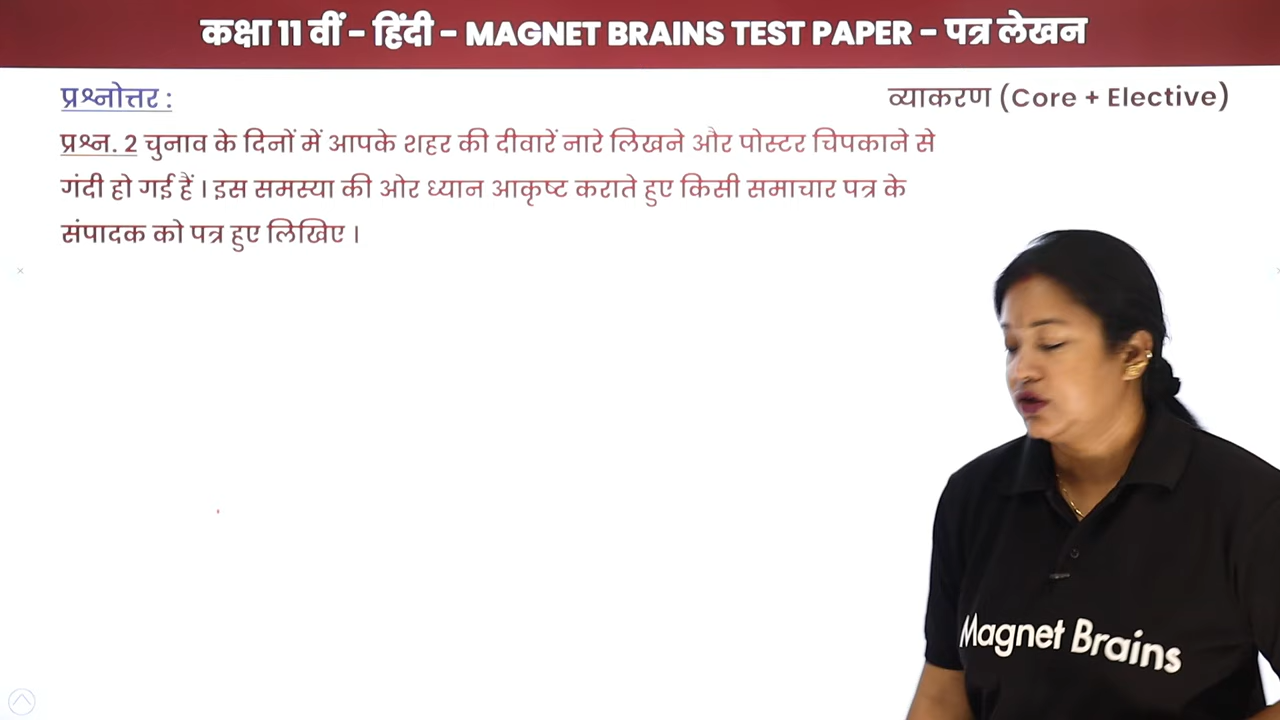 कक्षा 11 वीं - हिंदी - MAGNET BRAINS TEST PAPER - पत्र लेखन
प्रश्नोत्तर :
व्याकरण (Core + Elective)
प्रश्न. 2 चुनाव के दिनों में आपके शहर की दीवारें नारे लिखने और पोस्टर चिपकाने से
गंदी हो गई हैं । इस समस्या की ओर ध्यान आकृष्ट कराते हुए किसी समाचार पत्र के
संपादक को पत्र हुए लिखिए ।
Magnet Brains